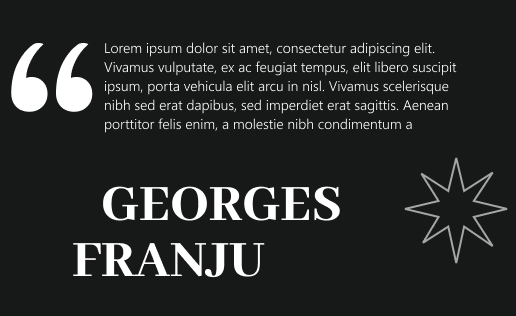 “
Lorem ipsum dolor sit amet, consectetur adipiscing elit.
Vivamus vulputate, ex ac feugiat tempus, elit libero suscipit
ipsum, porta vehicula elit arcu in nisl. Vivamus scelerisque
nibh sed erat dapibus, sed imperdiet erat sagittis. Aenean
porttitor felis enim, a molestie nibh condimentum a
GEORGES
FRANJU